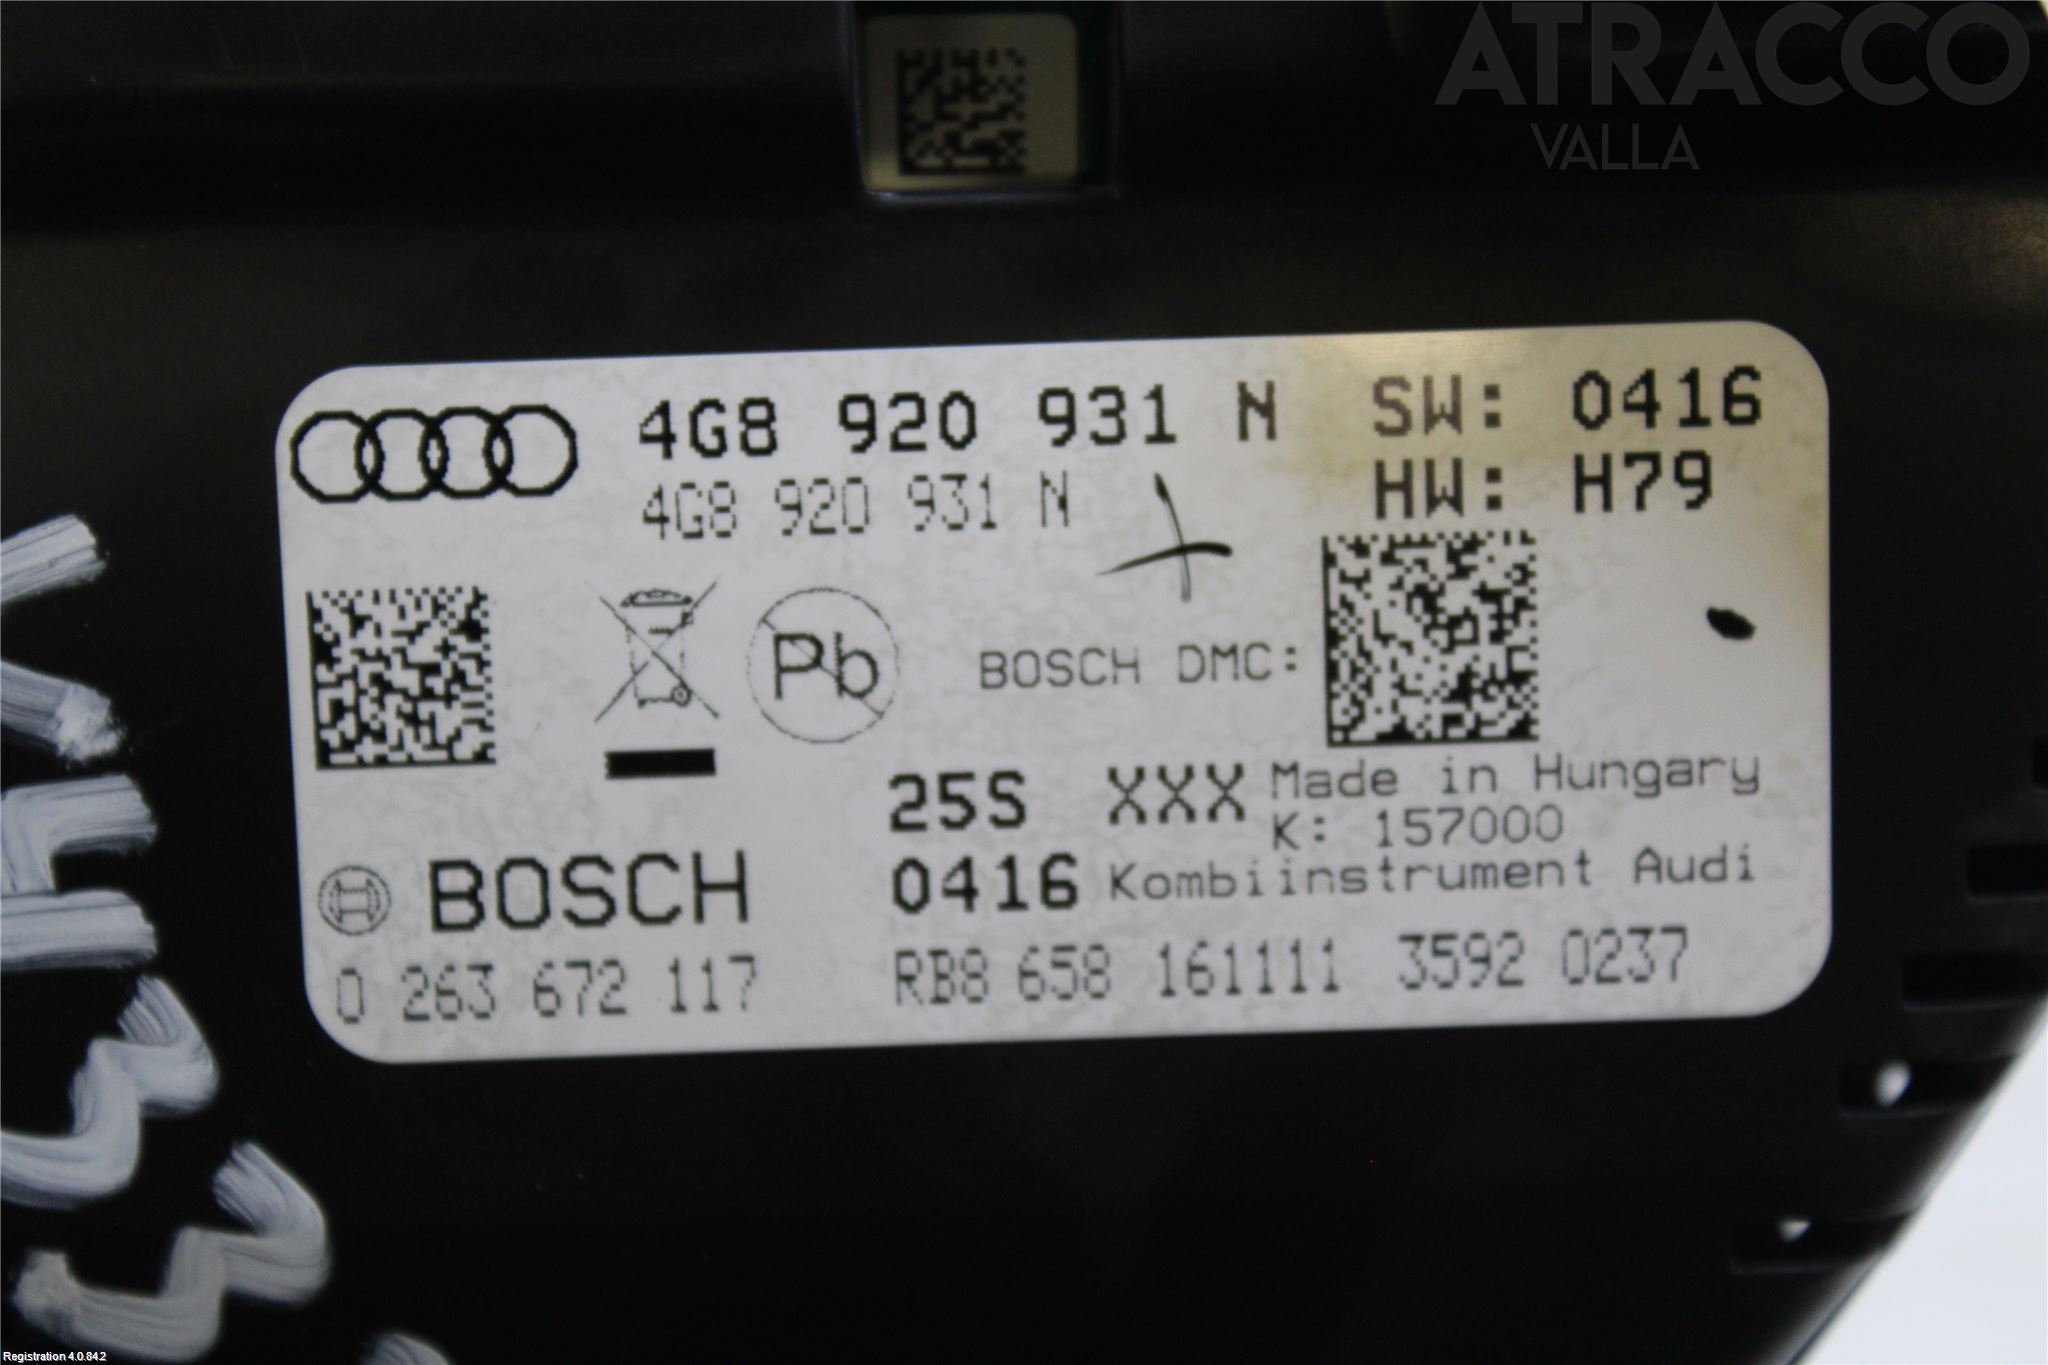 ATRACCO
VALLA
4G8 920 931 N SW: 0416
4G8 920 931 N HW: H79
Pb
BOSCH DMC:
25S XXX Made in Hungary
K: 157000
BOSCH 0416 Kombiinstrument Audi
0 263 672 117 RB8 658 161111 3592 0237
Registration 4.0.84.2